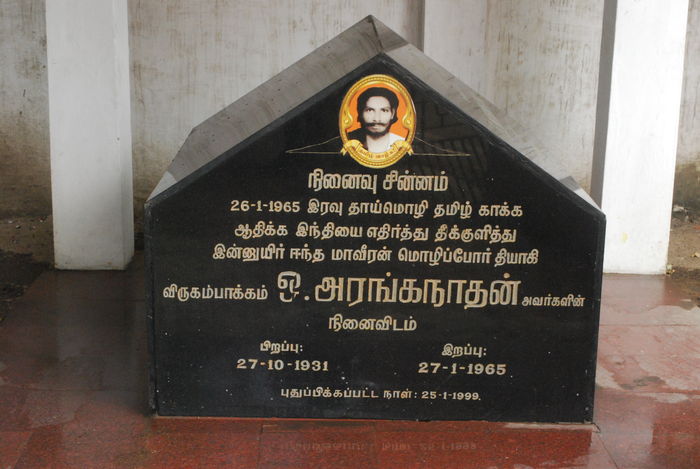 நினைவு சின்னம்
26-1-1965 இரவு தாய்மொழி தமிழ் காக்க
ஆதிக்க இந்தியை எதிர்த்து தீக்குளித்து
இன்னுயிர் ஈந்த மாவீரன் மொழிப்போர் தியாகி
விருகம்பாக்கம் ஒ. அரங்கநாதன் அவர்களின்
நினைவிடம்
பிறப்பு: இறப்பு:
27-10-1931 27-1-1965
புதுப்பிக்கப்பட்ட நாள்: 25-1-1999.